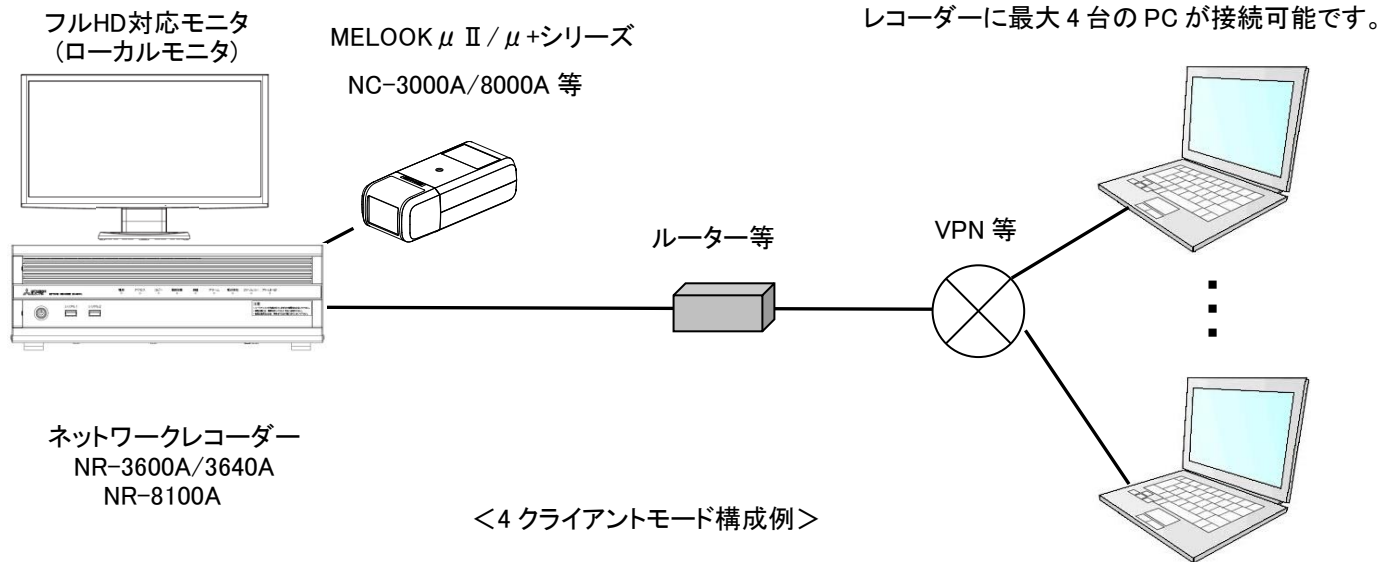 フルHD対応モニタ
(ローカルモニタ)
MELOOKμⅡ/μ+シリーズ
NC-3000A/8000A 等
レコーダーに最大 4 台の PC が接続可能です。
ルーター等
VPN 等
ネットワークレコーダー
NR-3600A/3640A
NR-8100A
<4 クライアントモード構成例>